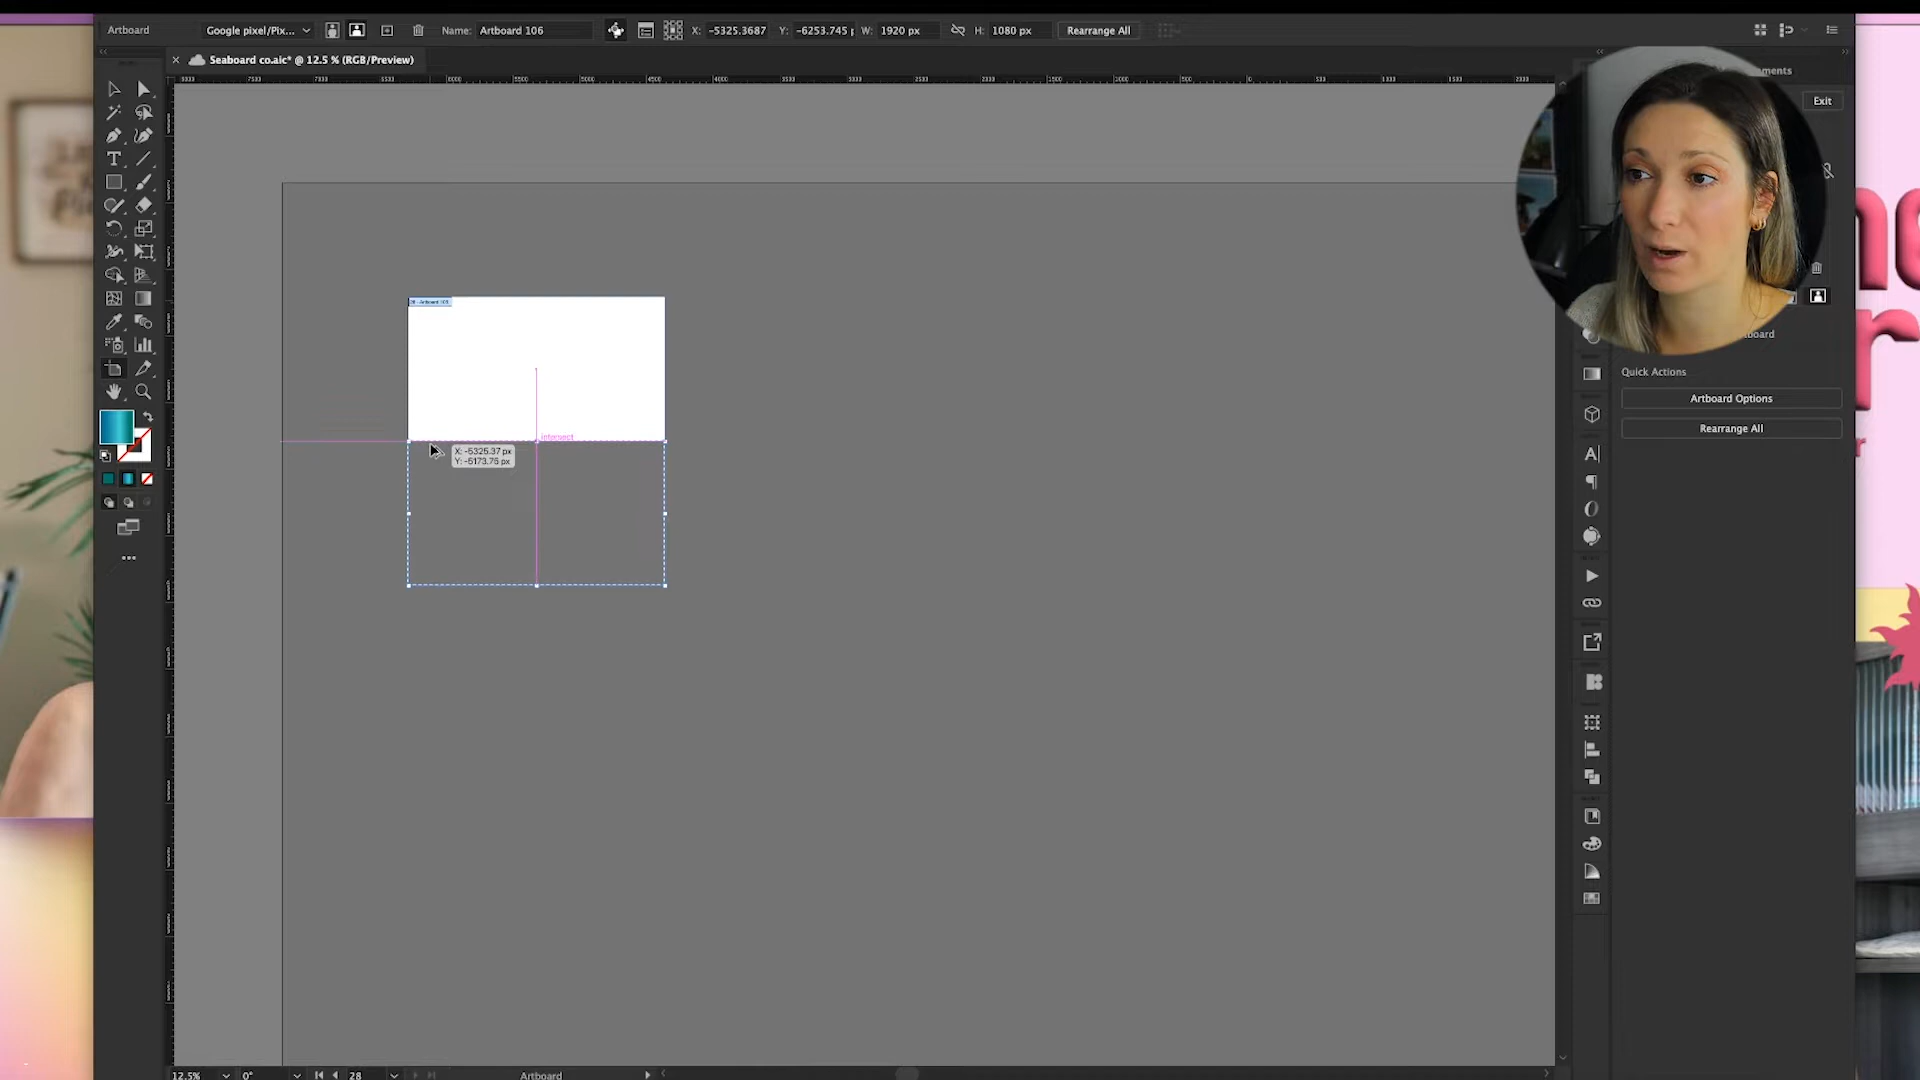 Artboard
Google pixel/Pix...
Name: Artboard 106
X: -5325.3687
Y: -6253.745 p
W: 1920 px
H: 1080 px
Rearrange All
Seaboard co.aic* @ 12.5 % (RGB/Preview)
Exit
Quick Actions
Artboard Options
Rearrange All
intersect
X: -5325.37 px
Y: -5173.75 px
12.5%
0°
28
Artboard